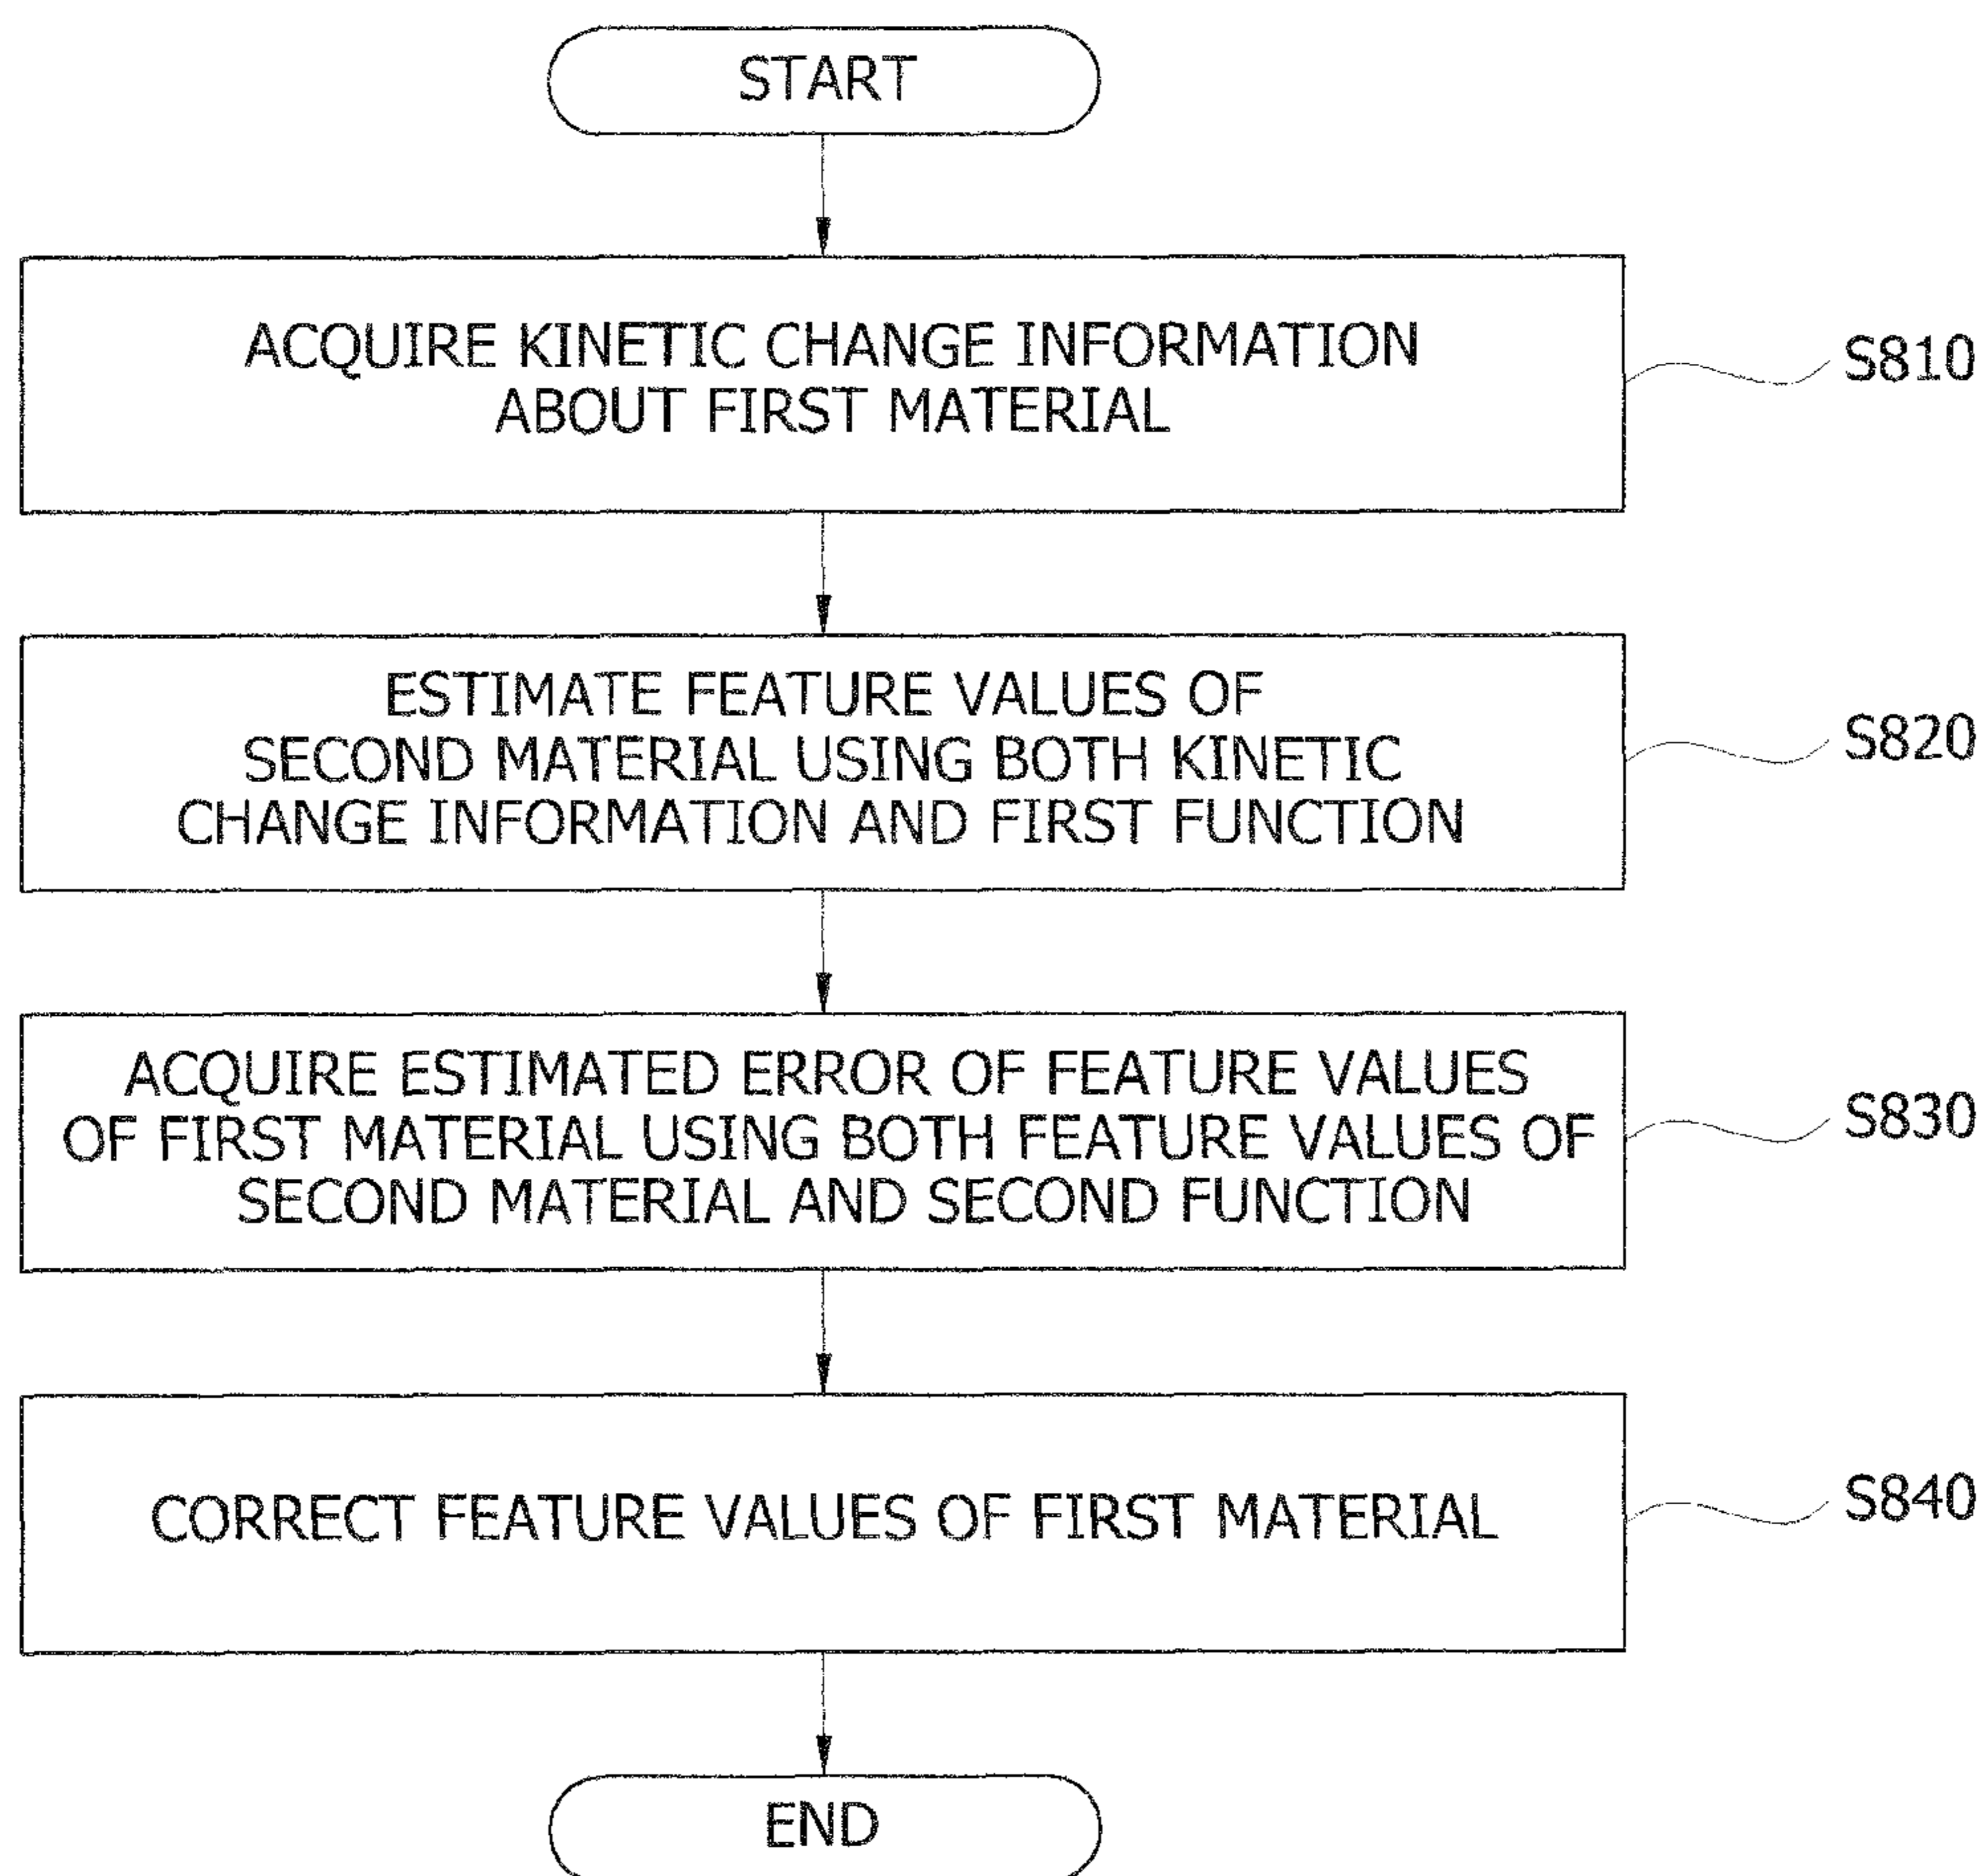 START
ACQUIRE KINETIC CHANGE INFORMATION
ABOUT FIRST MATERIAL
S810
ESTIMATE FEATURE VALUES OF
SECOND MATERIAL USING BOTH KINETIC
CHANGE INFORMATION AND FIRST FUNCTION
S820
ACQUIRE ESTIMATED ERROR OF FEATURE VALUES
OF FIRST MATERIAL USING BOTH FEATURE VALUES OF
SECOND MATERIAL AND SECOND FUNCTION
S830
CORRECT FEATURE VALUES OF FIRST MATERIAL
S840
END